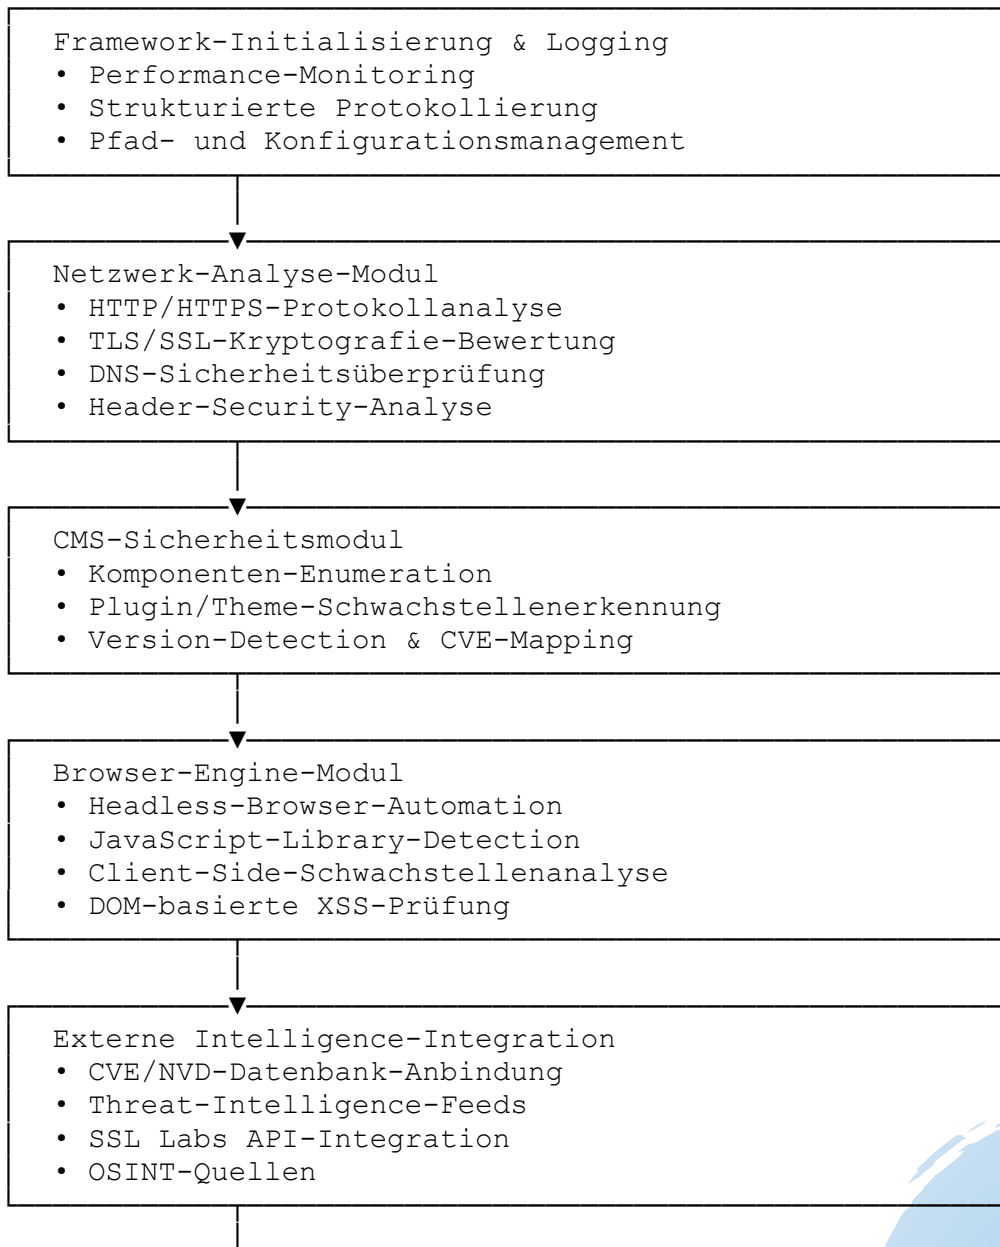 Framework-Initialisierung & Logging
• Performance-Monitoring
• Strukturierte Protokollierung
• Pfad- und Konfigurationsmanagement
Netzwerk-Analyse-Modul
• HTTP/HTTPS-Protokollanalyse
• TLS/SSL-Kryptografie-Bewertung
• DNS-Sicherheitsüberprüfung
• Header-Security-Analyse
CMS-Sicherheitsmodul
• Komponenten-Enumeration
• Plugin/Theme-Schwachstellenerkennung
• Version-Detection & CVE-Mapping
Browser-Engine-Modul
• Headless-Browser-Automation
• JavaScript-Library-Detection
• Client-Side-Schwachstellenanalyse
• DOM-basierte XSS-Prüfung
Externe Intelligence-Integration
• CVE/NVD-Datenbank-Anbindung
• Threat-Intelligence-Feeds
• SSL Labs API-Integration
• OSINT-Quellen